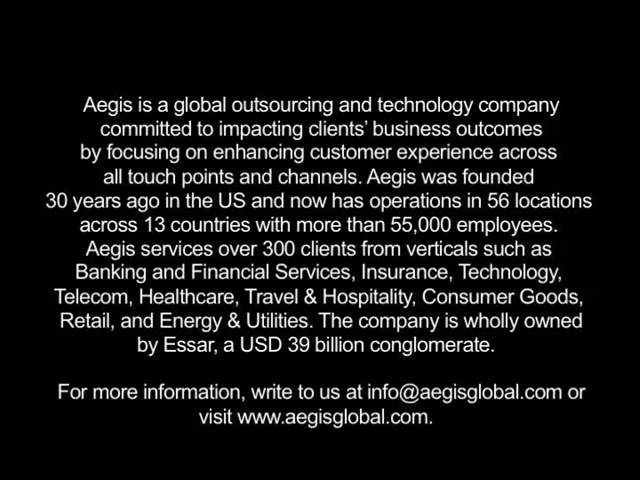 Aegis is a global outsourcing and technology company
committed to impacting clients’ business outcomes
by focusing on enhancing customer experience across
all touch points and channels. Aegis was founded
30 years ago in the US and now has operations in 56 locations
across 13 countries with more than 55,000 employees.
Aegis services over 300 clients from verticals such as
Banking and Financial Services, Insurance, Technology,
Telecom, Healthcare, Travel & Hospitality, Consumer Goods,
Retail, and Energy & Utilities. The company is wholly owned
by Essar, a USD 39 billion conglomerate.
For more information, write to us at info@aegisglobal.com or
visit www.aegisglobal.com.